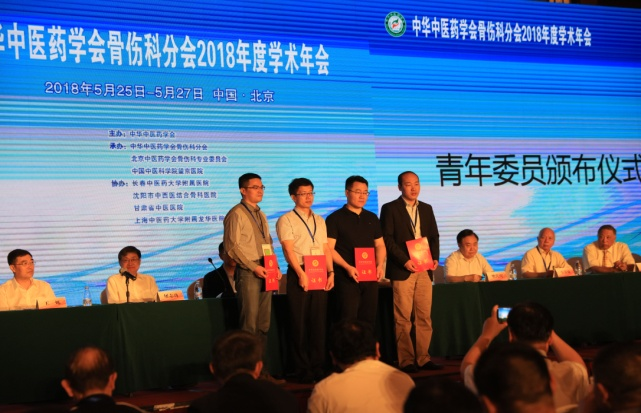 华中医药学会骨伤科分会2018年度学术年会
2018年5月25日-5月27日 中国·北京
主办：中华中医药学会
承办：中华中医药学会骨伤科分会
北京中医药学会骨伤科专业委员会
中国中医科学院望京医院
协办：长春中医药大学附属医院
沈阳市中西医结合骨科医院
甘肃省中医医院
上海中医药大学附属龙华医院
中华中医药学会骨伤科分会2018年度学术年会
青年委员颁布仪式
证书
证书